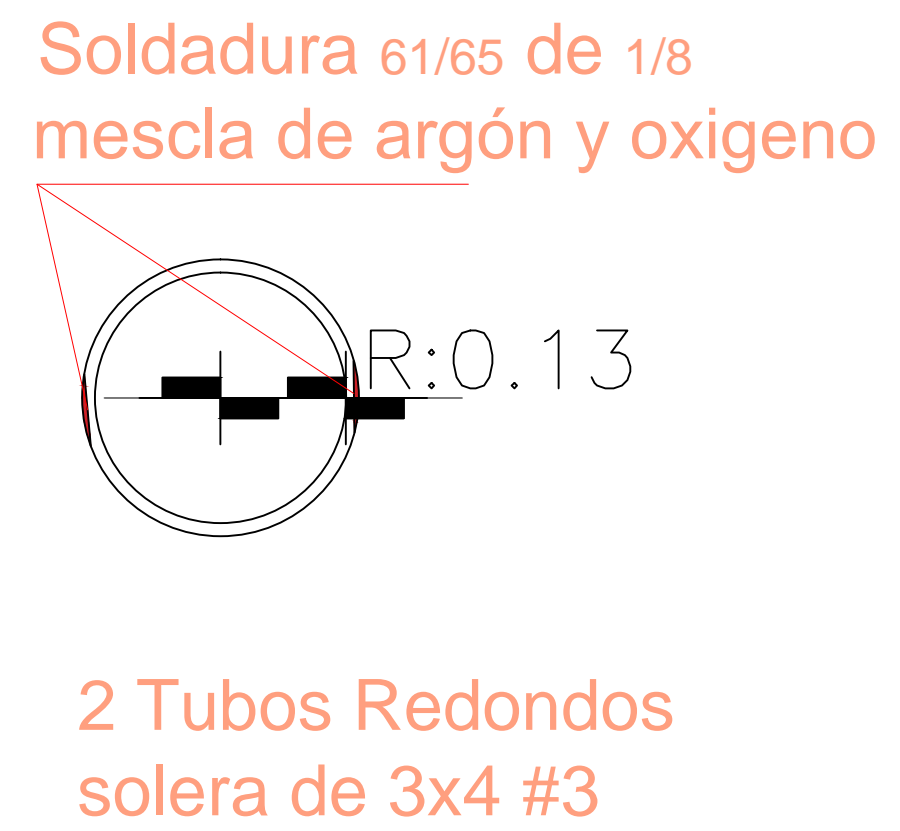 Soldadura 61/65 de 1/8
mescla de argón y oxigeno
R:0.13
2 Tubos Redondos
solera de 3x4 #3